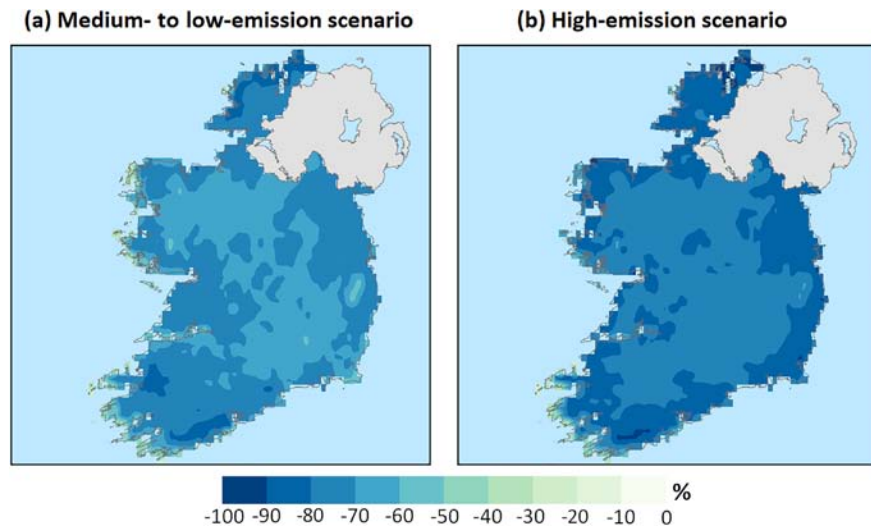 (a) Medium- to low-emission scenario
(b) High-emission scenario
%
-100 -90 -80 -70 -60 -50 -40 -30 -20 -10 0